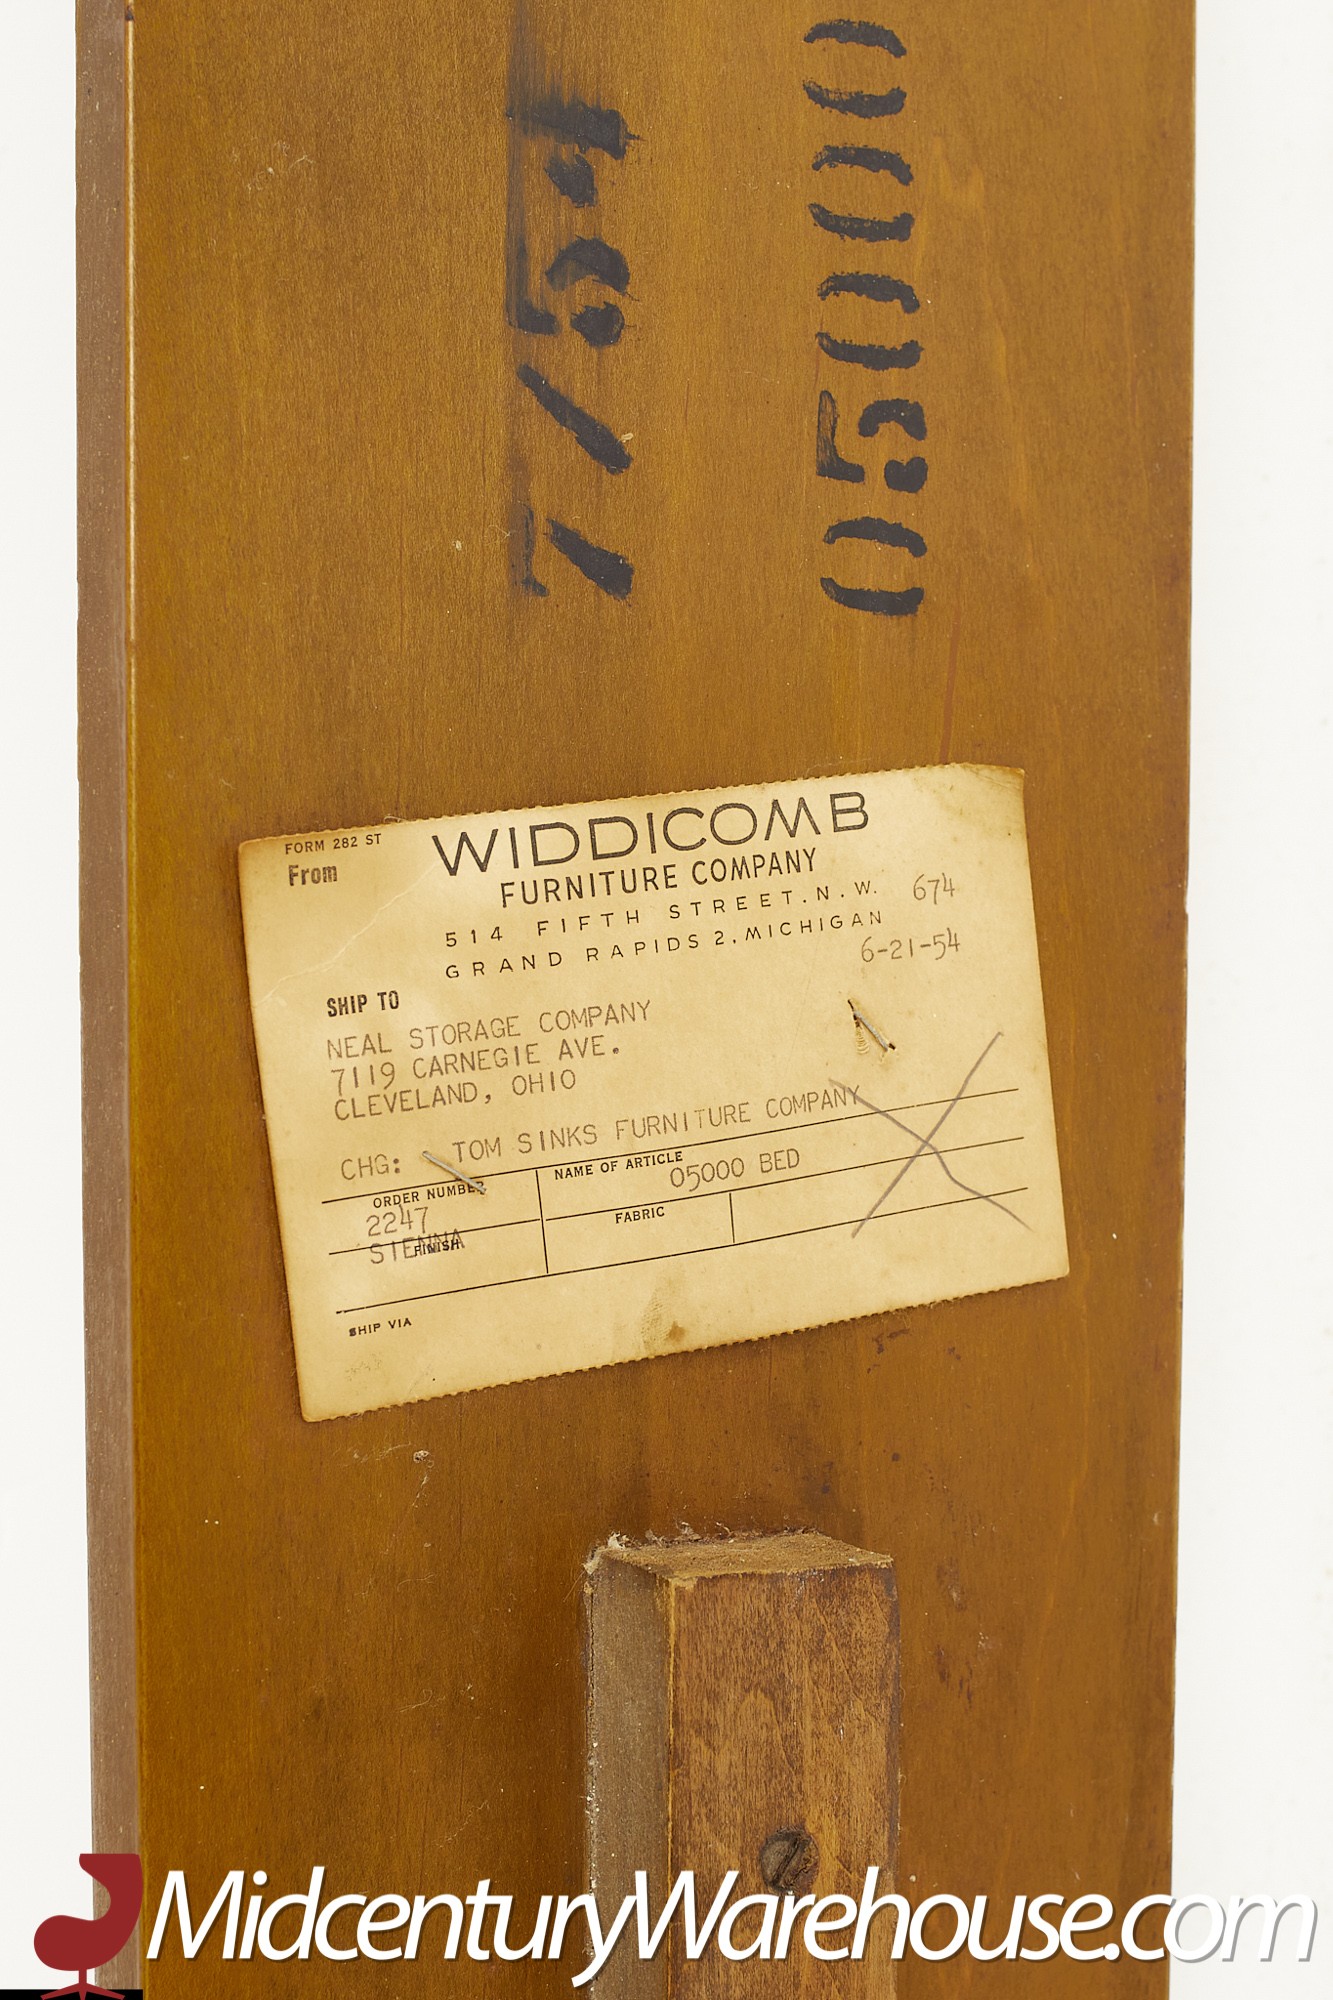 7/54
05000
FORM 282 ST
From
WIDDICOMB
FURNITURE COMPANY
514 FIFTH STREET. N. W.
GRAND RAPIDS 2, MICHIGAN
674
6-21-54
SHIP TO
NEAL STORAGE COMPANY
7119 CARNEGIE AVE.
CLEVELAND, OHIO
CHG: TOM SINKS FURNITURE COMPANY
ORDER NUMBER
2247
NAME OF ARTICLE
05000 BED
SIENNA
FINISH
FABRIC
SHIP VIA
MidcenturyWarehouse.com